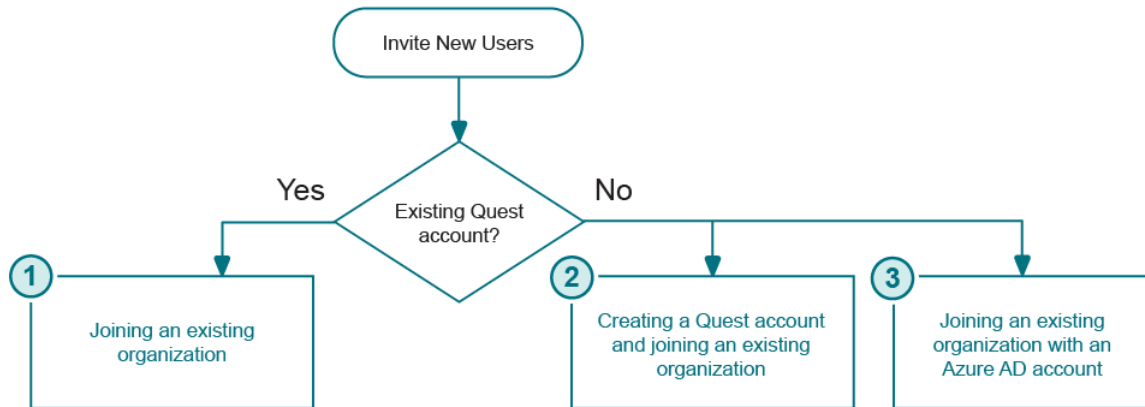 Invite New Users
Yes
No
Existing Quest
account?
1
Joining an existing
organization
2
Creating a Quest account
and joining an existing
organization
3
Joining an existing
organization with an
Azure AD account